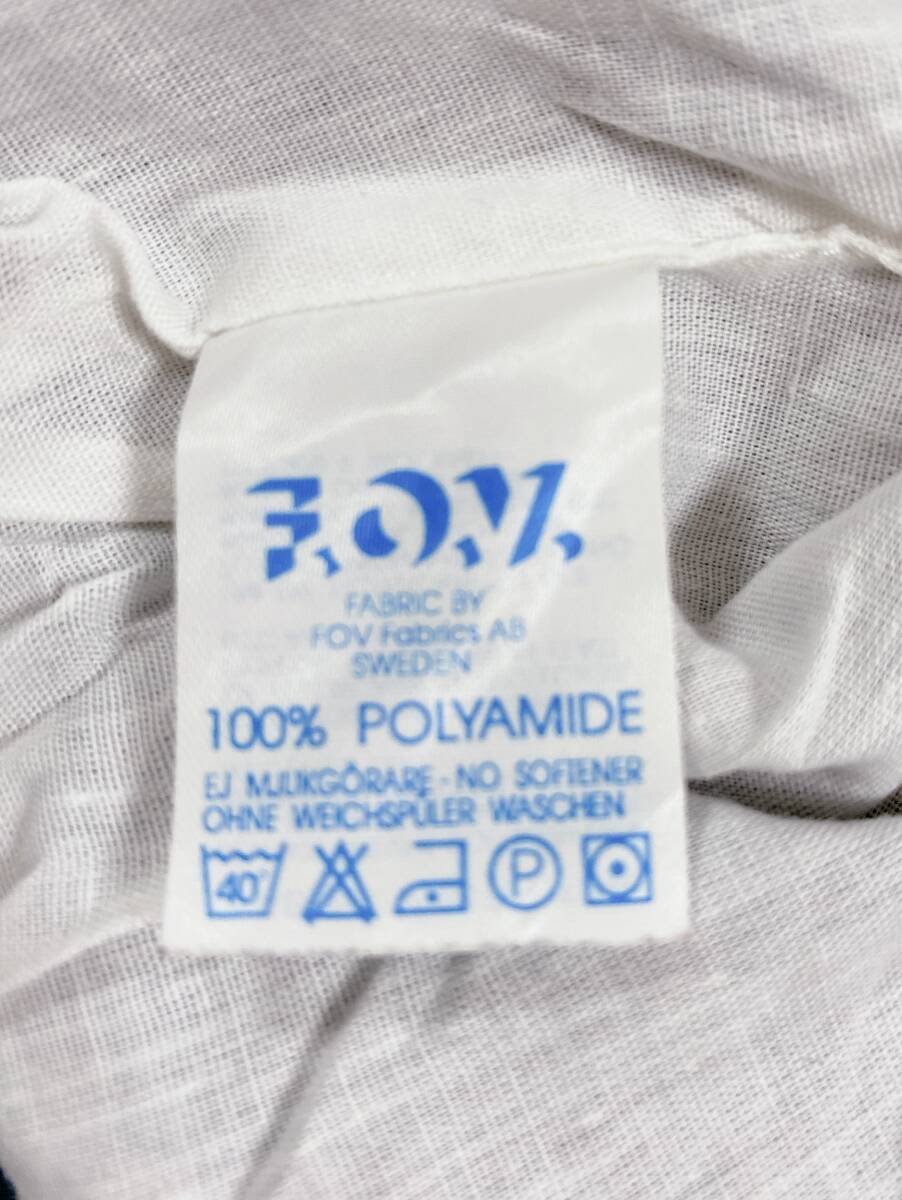 F.O.V.
FABRIC BY
FOV Fabrics AB
SWEDEN
100% POLYAMIDE
EJ MJUKGÖRARE - NO SOFTENER
OHNE WEICHSPÜLER WASCHEN
40° P